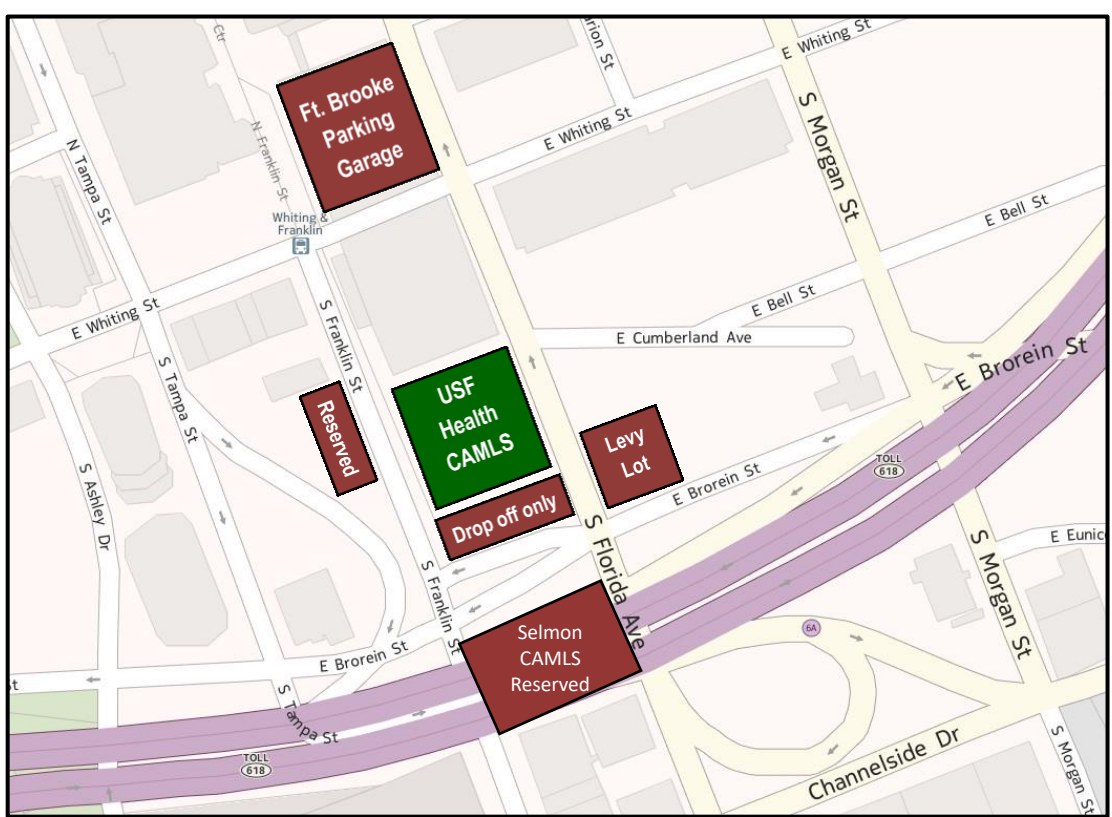 Ctr
N Tampa St
N Franklin St
Ft. Brooke
Parking
Garage
E Whiting St
S Morgan St
E Whiting St
Whiting &
Franklin
E Bell St
E Whiting St
S Franklin St
E Bell St
E Cumberland Ave
E Brorein St
S Tampa St
USF
Health
CAMLS
Reserved
Levy
Lot
TOLL
618
E Brorein St
S Ashley Dr
Drop off only
S Florida Ave
E Eunic
S Franklin St
S Morgan St
Selmon
CAMLS
Reserved
6A
E Brorein St
St
S Tampa St
TOLL
618
Channelside Dr
S Morgan St